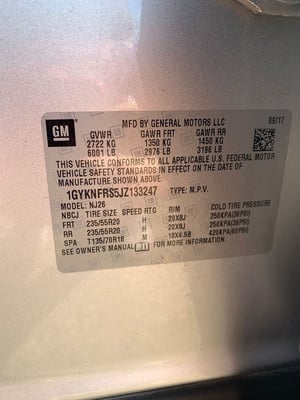 GM
MFD BY GENERAL MOTORS LLC
09/17
GVWR GAWR FRT GAWR RR
2722 KG 1350 KG 1450 KG
6001 LB 2976 LB 3196 LB
THIS VEHICLE CONFORMS TO ALL APPLICABLE U.S. FEDERAL MOTOR
VEHICLE SAFETY STANDARDS IN EFFECT ON THE DATE OF
MANUFACTURE SHOWN ABOVE.
1GYKNFRS5JZ133247 TYPE: M.P.V.
MODEL: NJ26
NBCJ TIRE SIZE SPEED RTG RIM COLD TIRE PRESSURE
FRT 235/55R20 H 20X8J 250KPA(36PSI)
RR 235/55R20 H 20X8J 250KPA(36PSI)
SPA T135/70R18 M 18X4.5B 420KPA(60PSI)
SEE OWNER'S MANUAL FOR ADDITIONAL INFORMATION.